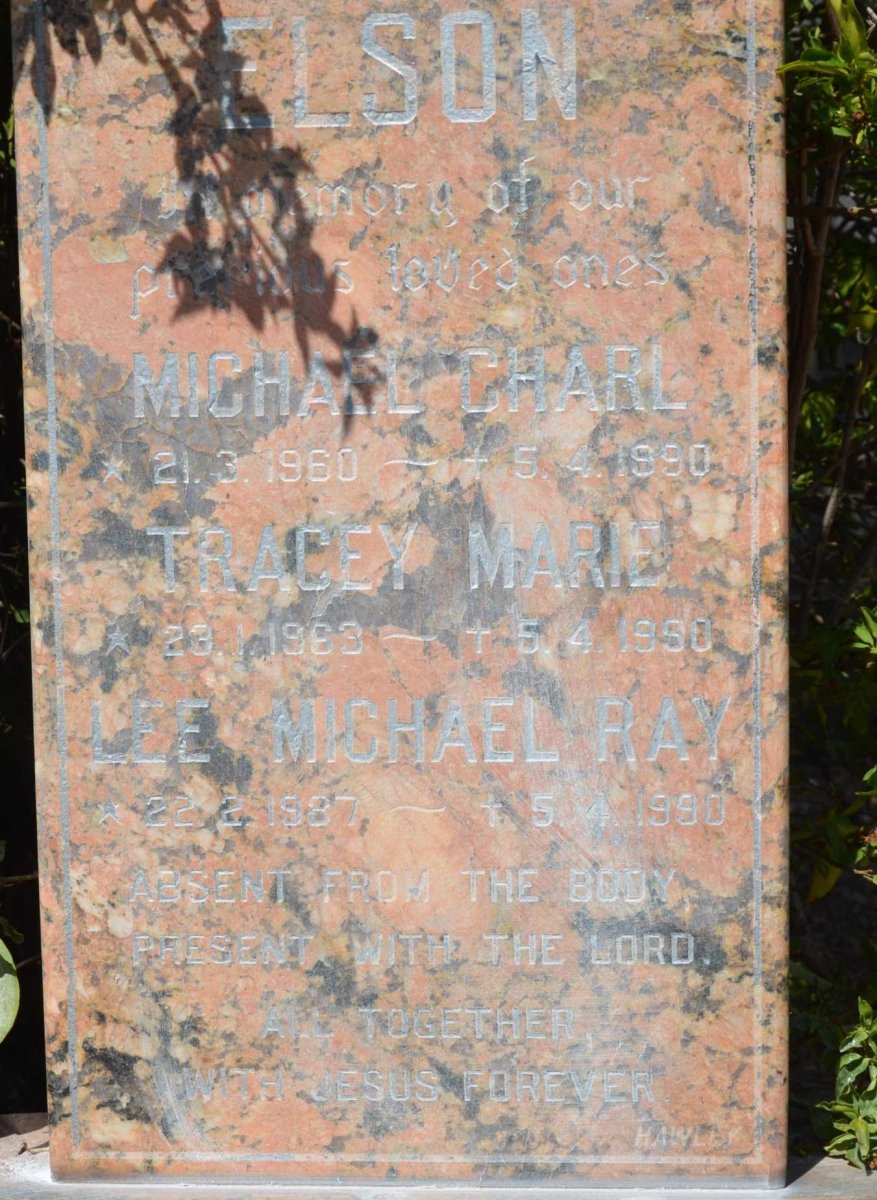 ELSON
in memory of our
precious loved ones
MICHAEL CHARL
★ 21. 3. 1960 ~ † 5. 4. 1990
TRACEY MARIE
★ 23. 1. 1963 ~ † 5. 4. 1990
LEE MICHAEL RAY
★ 22. 2. 1987 ~ † 5. 4. 1990
ABSENT FROM THE BODY,
PRESENT WITH THE LORD.
ALL TOGETHER
WITH JESUS FOREVER.